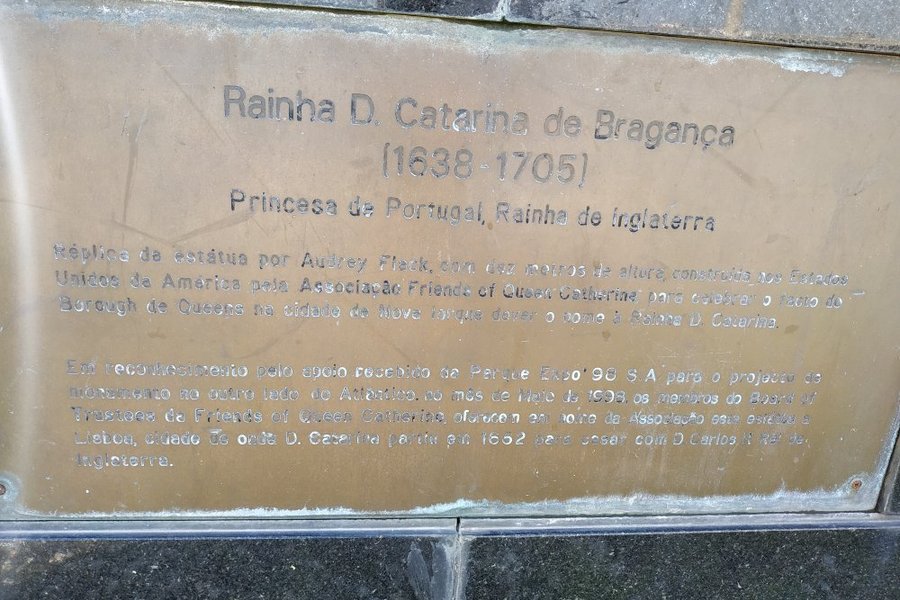 Rainha D. Catarina de Bragança
(1638-1705)
Princesa de Portugal, Rainha de Inglaterra
Réplica da estátua por Audrey Flack, com dez metros de altura, construída nos Estados
Unidos da América pela Associação Friends of Queen Catherine para celebrar o facto do
Borough de Queens na cidade de Nova Iorque dever o nome à Rainha D. Catarina.
Em reconhecimento pelo apoio recebido da Parque Expo'98 S.A para o projecto do
monumento no outro lado do Atlântico, ao mês de Maio de 1998, os membros do Board of
Trustees da Friends of Queen Catherine, oferecem em nome da Associação esta estátua a
Lisboa, cidade de onde D. Catarina partiu em 1662 para casar com D. Carlos II Rei de
Inglaterra.